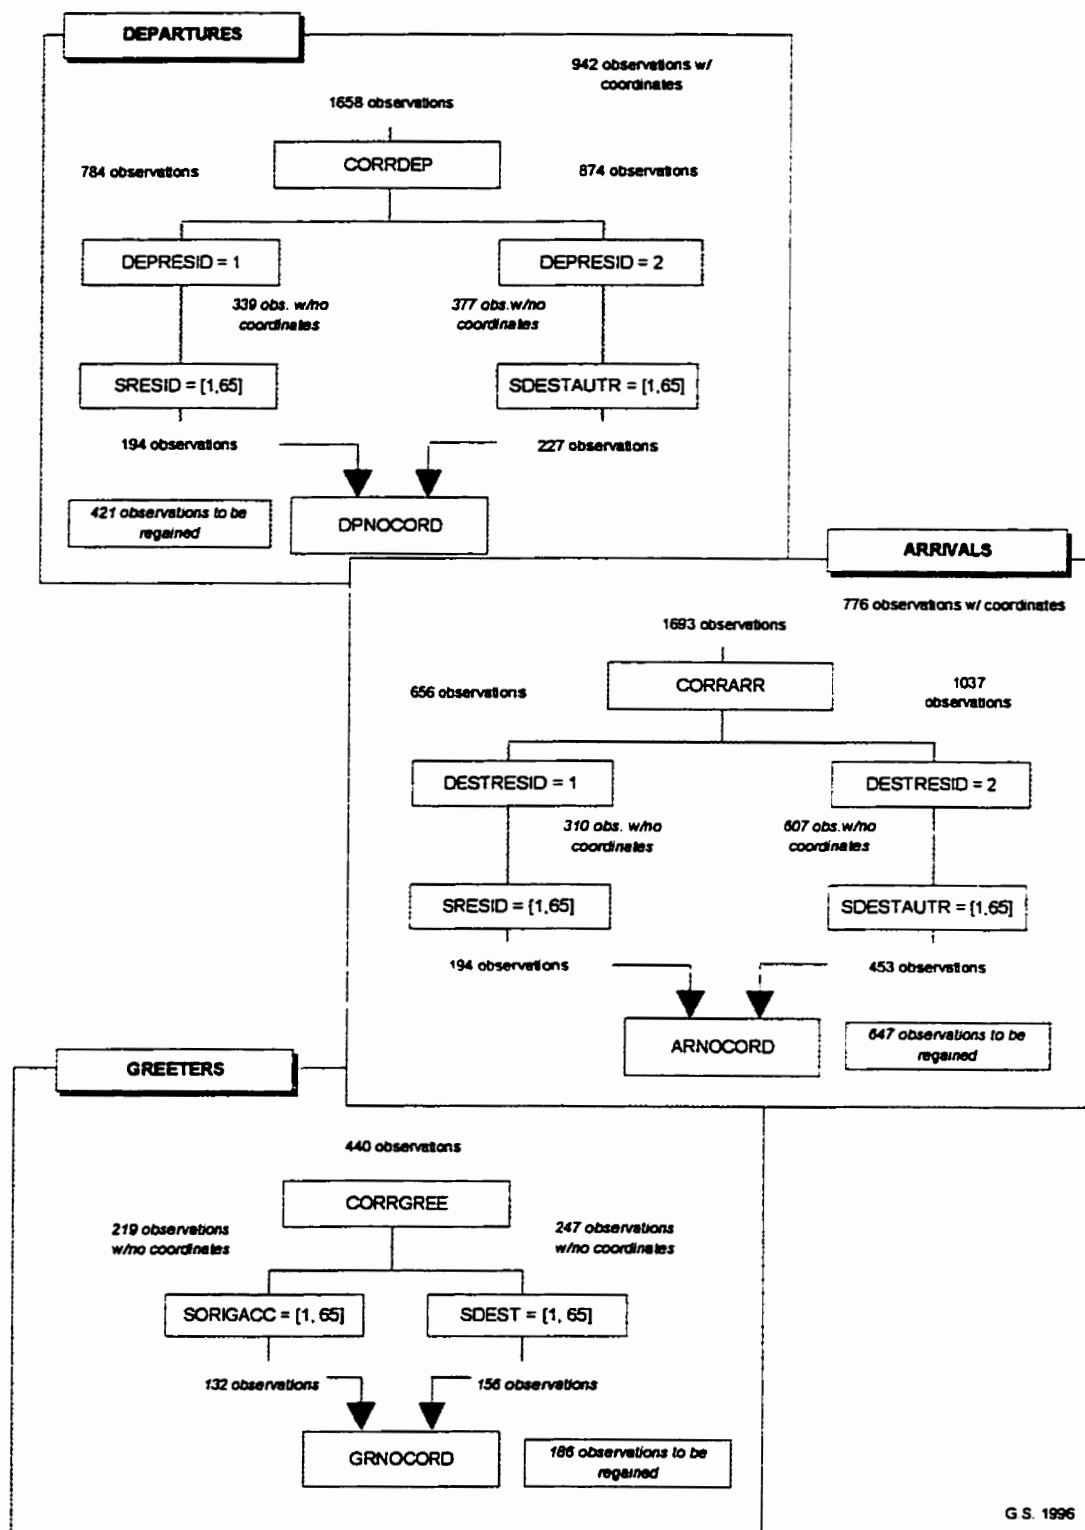 DEPARTURES
942 observations w/
coordinates
1658 observations
CORRDEP
784 observations
874 observations
DEPRESID = 1
DEPRESID = 2
339 obs. w/no
coordinates
377 obs.w/no
coordinates
SRESID = [1,65]
SDESTAUTR = [1,65]
194 observations
227 observations
421 observations to be
regained
DPNOCORD
ARRIVALS
776 observations w/ coordinates
1693 observations
CORRARR
656 observations
1037
observations
DESTRESID = 1
DESTRESID = 2
310 obs. w/no
coordinates
607 obs.w/no
coordinates
SRESID = [1,65]
SDESTAUTR = [1,65]
194 observations
453 observations
ARNOCORD
647 observations to be
regained
GREETERS
440 observations
CORRGREE
219 observations
w/no coordinates
247 observations
w/no coordinates
SORIGACC = [1, 65]
SDEST = [1, 65]
132 observations
156 observations
GRNOCORD
186 observations to be
regained
G.S. 1996